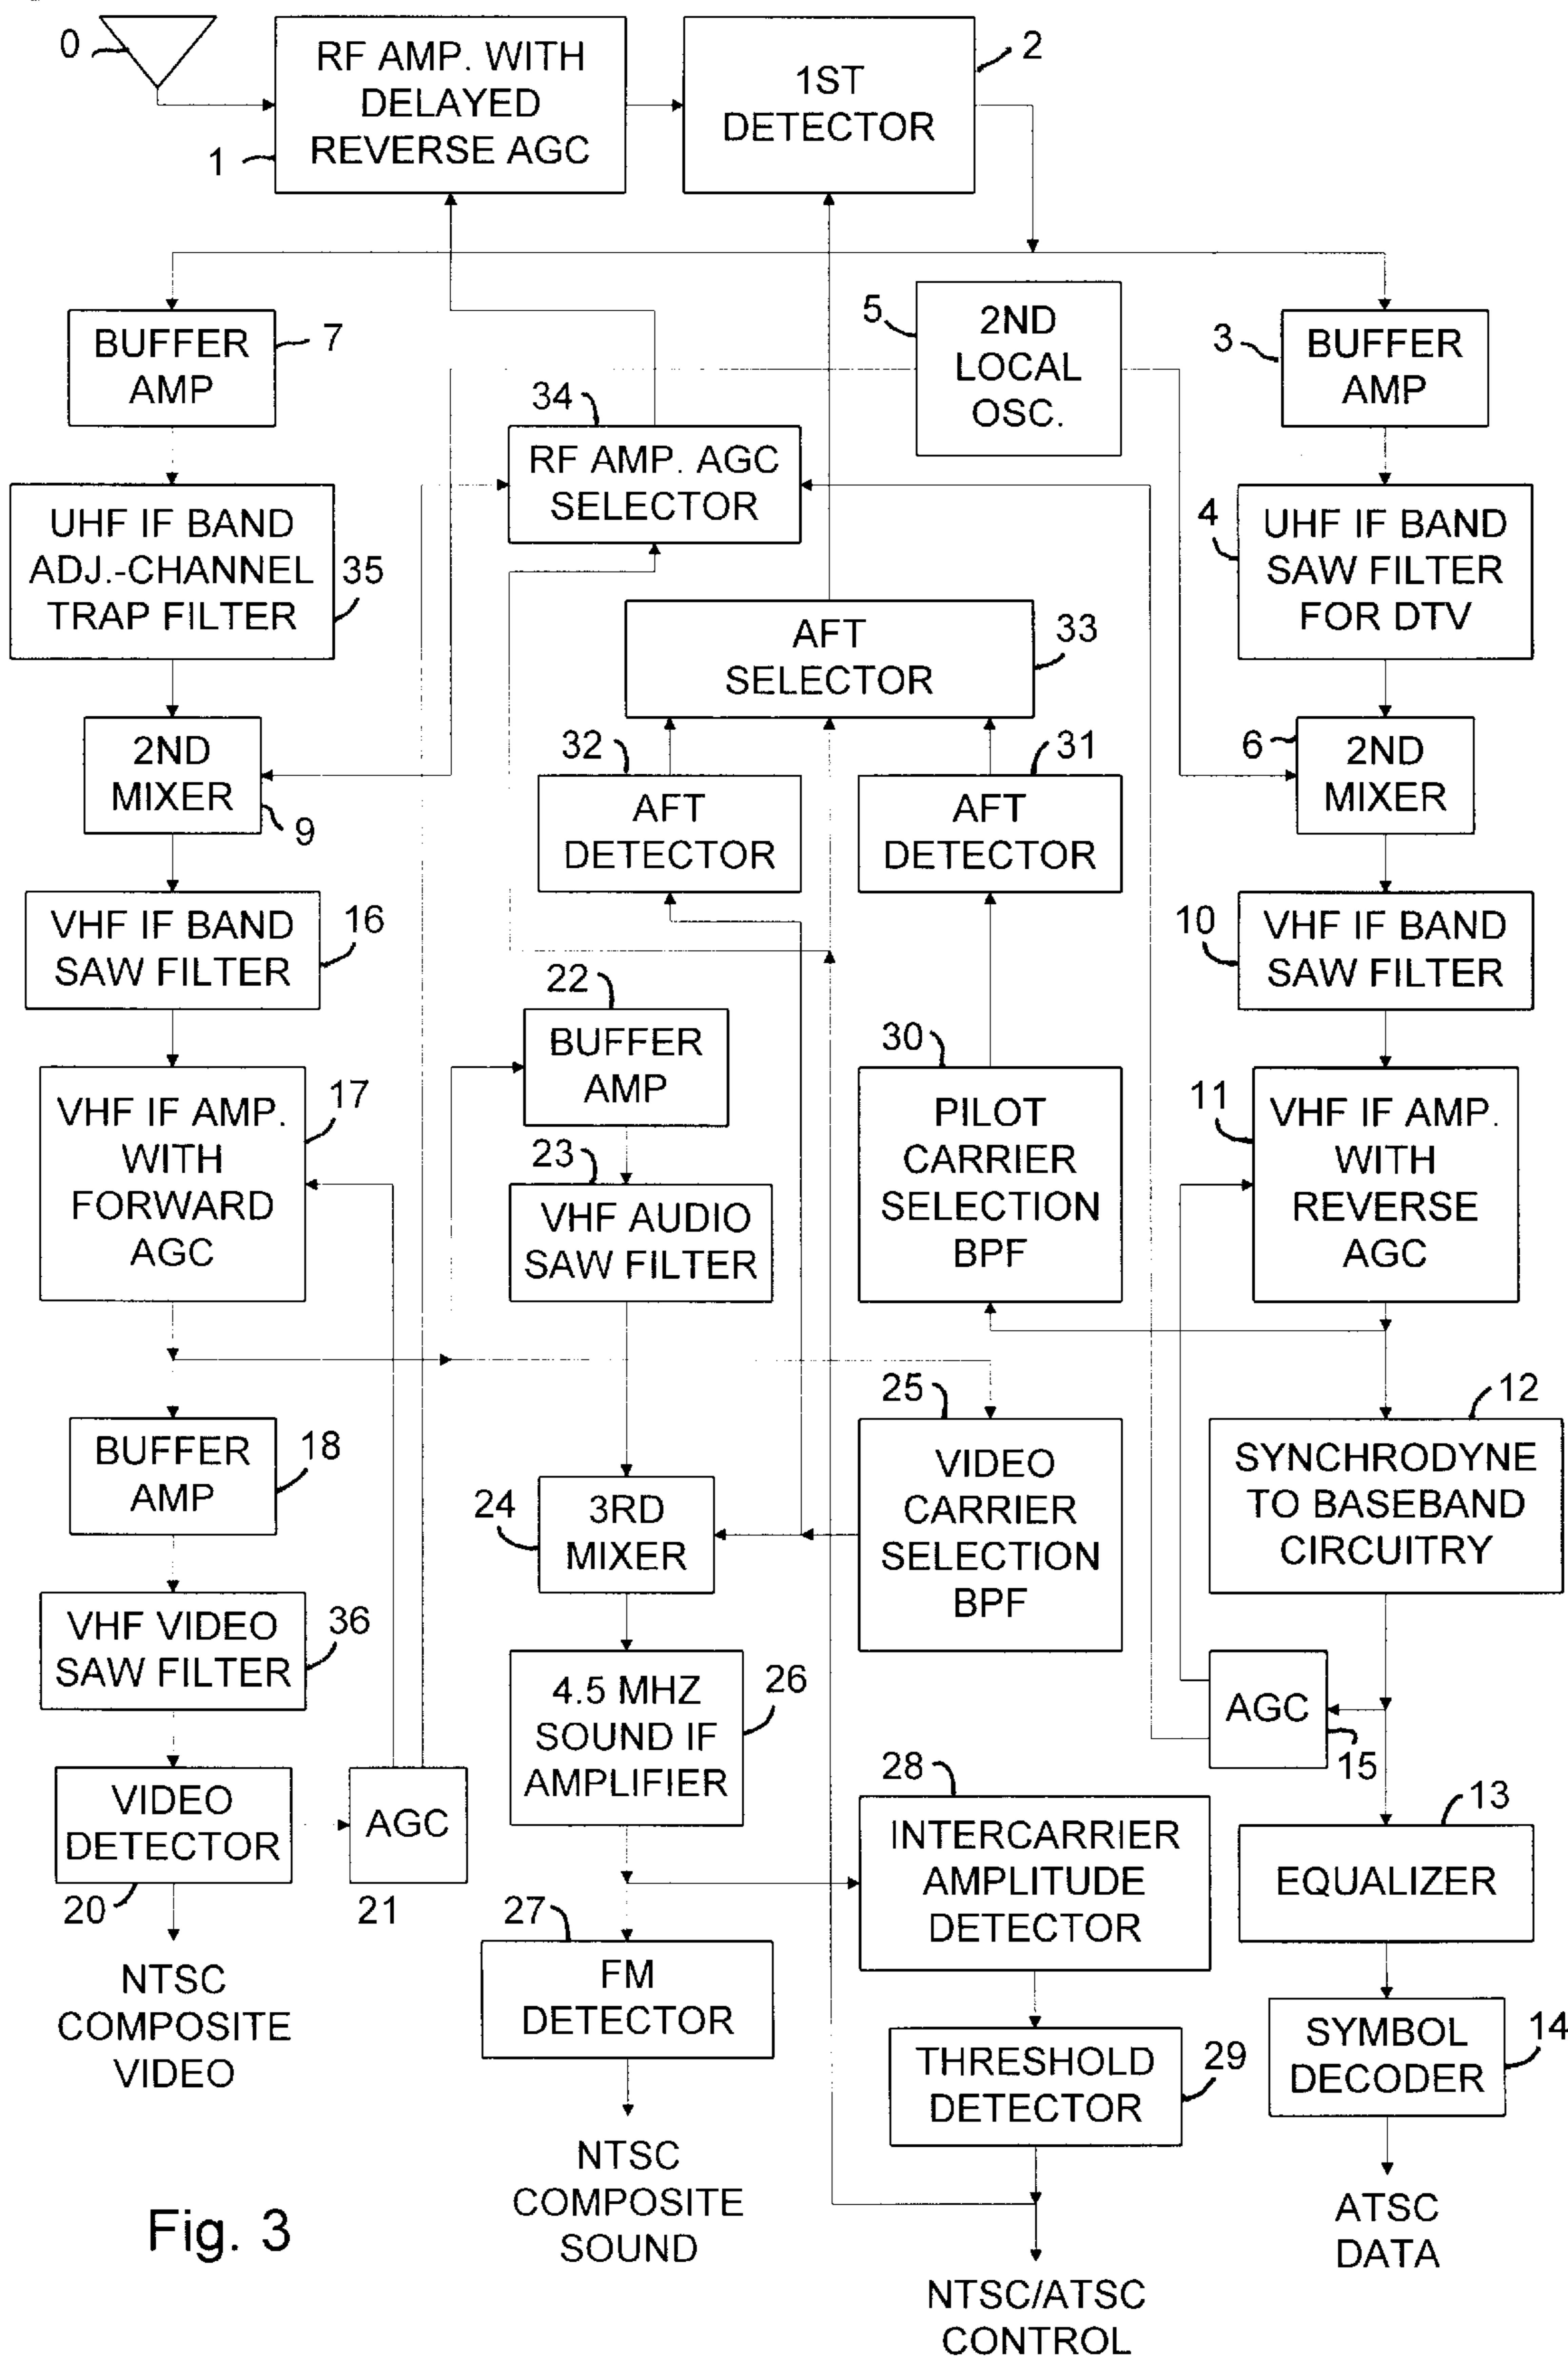 0
RF AMP. WITH
DELAYED
REVERSE AGC
1
1ST
DETECTOR
2
BUFFER
AMP
7
5
2ND
LOCAL
OSC.
3
BUFFER
AMP
34
RF AMP. AGC
SELECTOR
UHF IF BAND
ADJ.-CHANNEL
TRAP FILTER
35
4
UHF IF BAND
SAW FILTER
FOR DTV
AFT
SELECTOR
33
2ND
MIXER
9
32
AFT
DETECTOR
31
AFT
DETECTOR
6
2ND
MIXER
VHF IF BAND
SAW FILTER
16
10
VHF IF BAND
SAW FILTER
22
BUFFER
AMP
30
PILOT
CARRIER
SELECTION
BPF
VHF IF AMP.
WITH
FORWARD
AGC
17
11
VHF IF AMP.
WITH
REVERSE
AGC
23
VHF AUDIO
SAW FILTER
BUFFER
AMP
18
24
3RD
MIXER
25
VIDEO
CARRIER
SELECTION
BPF
12
SYNCHRODYNE
TO BASEBAND
CIRCUITRY
VHF VIDEO
SAW FILTER
36
4.5 MHZ
SOUND IF
AMPLIFIER
26
AGC
15
VIDEO
DETECTOR
20
AGC
21
28
INTERCARRIER
AMPLITUDE
DETECTOR
13
EQUALIZER
27
FM
DETECTOR
NTSC
COMPOSITE
VIDEO
THRESHOLD
DETECTOR
29
SYMBOL
DECODER
14
NTSC
COMPOSITE
SOUND
ATSC
DATA
NTSC/ATSC
CONTROL
Fig. 3